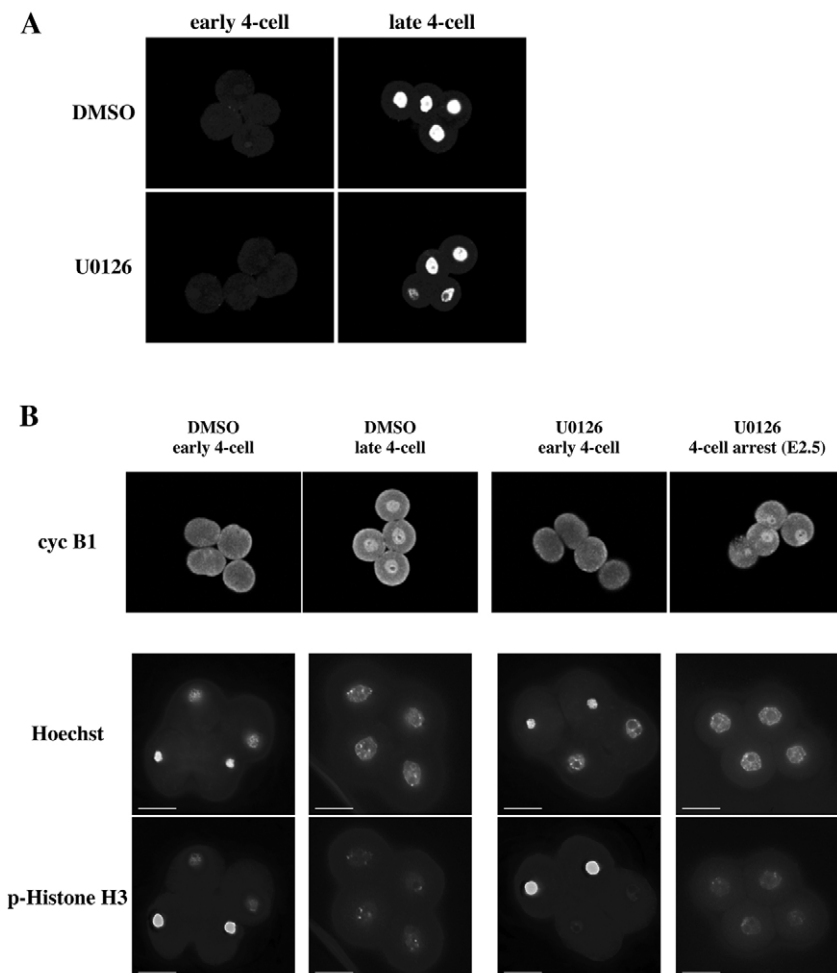 A
early 4-cell
late 4-cell
DMSO
U0126
B
DMSO
early 4-cell
DMSO
late 4-cell
U0126
early 4-cell
U0126
4-cell arrest (E2.5)
cyc B1
Hoechst
p-Histone H3